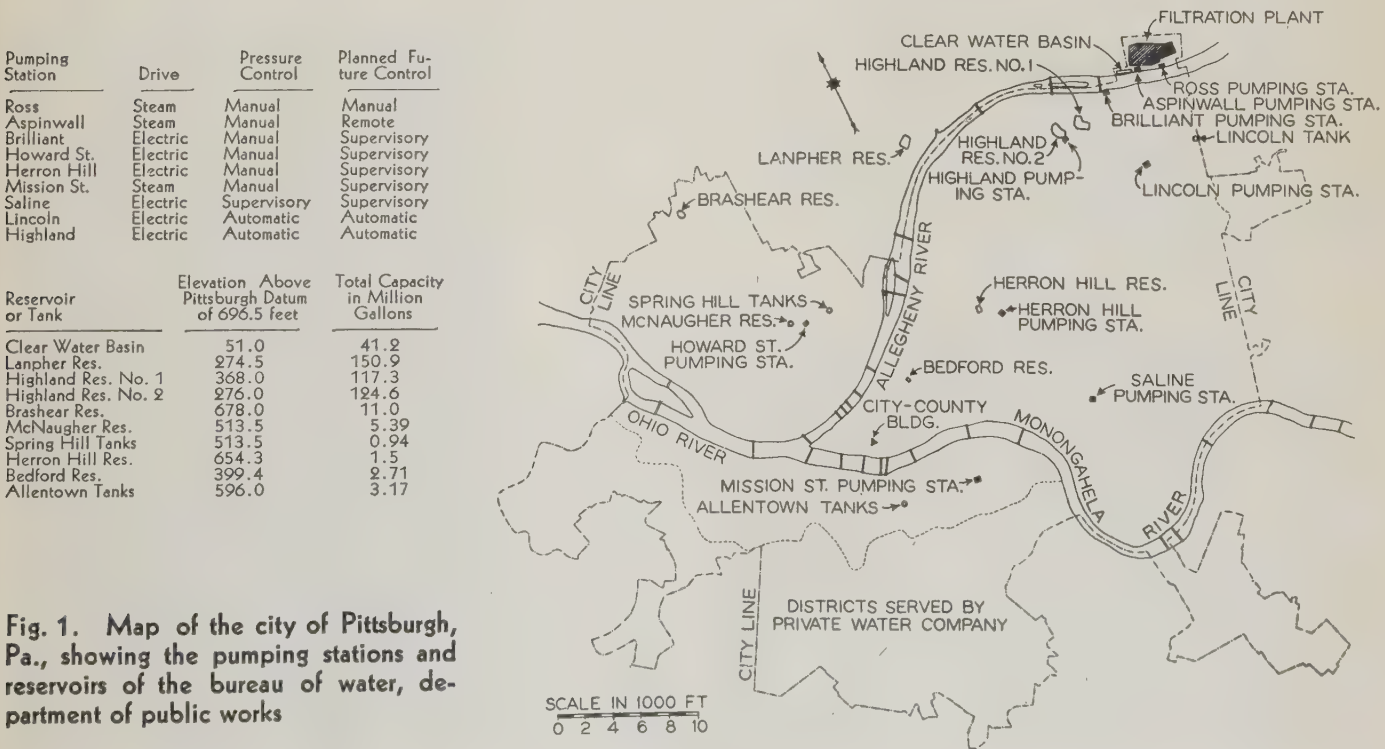 Pumping Station Drive Pressure Control Planned Future Control
Ross Steam Manual Manual
Aspinwall Steam Manual Remote
Brilliant Electric Manual Supervisory
Howard St. Electric Manual Supervisory
Herron Hill Electric Manual Supervisory
Mission St. Steam Manual Supervisory
Saline Electric Supervisory Supervisory
Lincoln Electric Automatic Automatic
Highland Electric Automatic Automatic
Reservoir or Tank Elevation Above Pittsburgh Datum of 696.5 feet Total Capacity in Million Gallons
Clear Water Basin 51.0 41.2
Lanpher Res. 274.5 150.9
Highland Res. No. 1 368.0 117.3
Highland Res. No. 2 276.0 124.6
Brashear Res. 678.0 11.0
McNaugher Res. 513.5 5.39
Spring Hill Tanks 513.5 0.94
Herron Hill Res. 654.3 1.5
Bedford Res. 399.4 2.71
Allentown Tanks 596.0 3.17
Fig. 1. Map of the city of Pittsburgh,
Pa., showing the pumping stations and
reservoirs of the bureau of water, de-
partment of public works
FILTRATION PLANT
CLEAR WATER BASIN
HIGHLAND RES. NO. 1
ROSS PUMPING STA.
ASPINWALL PUMPING STA.
BRILLIANT PUMPING STA.
LINCOLN TANK
LANPHER RES.
HIGHLAND
RES. NO. 2
HIGHLAND PUMP-
ING STA.
LINCOLN PUMPING STA.
BRASHEAR RES.
CITY
LINE
ALLEGHENY RIVER
SPRING HILL TANKS
MCNAUGHER RES.
HOWARD ST.
PUMPING STA.
HERRON HILL RES.
HERRON HILL
PUMPING STA.
CITY
LINE
BEDFORD RES.
SALINE
PUMPING STA.
CITY-COUNTY
BLDG.
OHIO RIVER
MONONGAHELA
RIVER
MISSION ST. PUMPING STA.
ALLENTOWN TANKS
CITY LINE
DISTRICTS SERVED BY
PRIVATE WATER COMPANY
SCALE IN 1000 FT
0 2 4 6 8 10